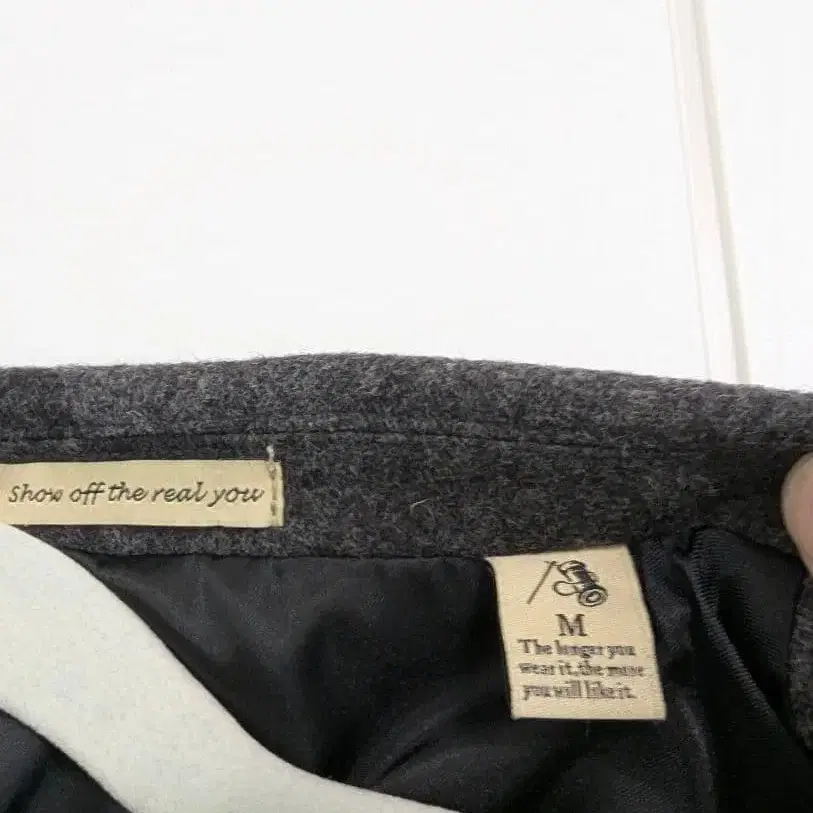 Show off the real you
M
The longer you
wear it, the more
you will like it.